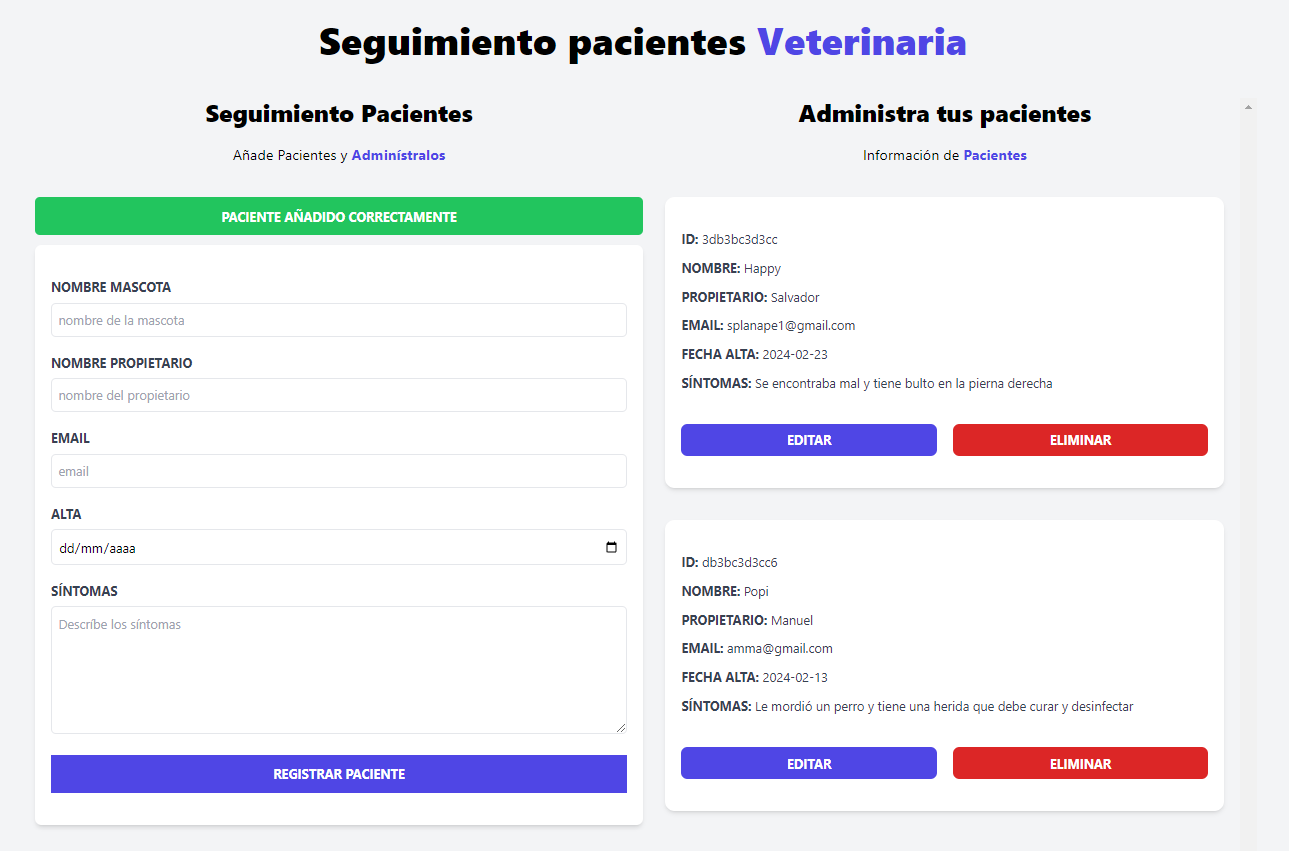 Seguimiento pacientes Veterinaria
Seguimiento Pacientes
Añade Pacientes y Adminístralos
PACIENTE AÑADIDO CORRECTAMENTE
NOMBRE MASCOTA
nombre de la mascota
NOMBRE PROPIETARIO
nombre del propietario
EMAIL
email
ALTA
dd/mm/aaaa
SÍNTOMAS
Descríbe los síntomas
REGISTRAR PACIENTE
Administra tus pacientes
Información de Pacientes
ID: 3db3bc3d3cc
NOMBRE: Happy
PROPIETARIO: Salvador
EMAIL: splanape1@gmail.com
FECHA ALTA: 2024-02-23
SÍNTOMAS: Se encontraba mal y tiene bulto en la pierna derecha
EDITAR
ELIMINAR
ID: db3bc3d3cc6
NOMBRE: Popi
PROPIETARIO: Manuel
EMAIL: amma@gmail.com
FECHA ALTA: 2024-02-13
SÍNTOMAS: Le mordió un perro y tiene una herida que debe curar y desinfectar
EDITAR
ELIMINAR